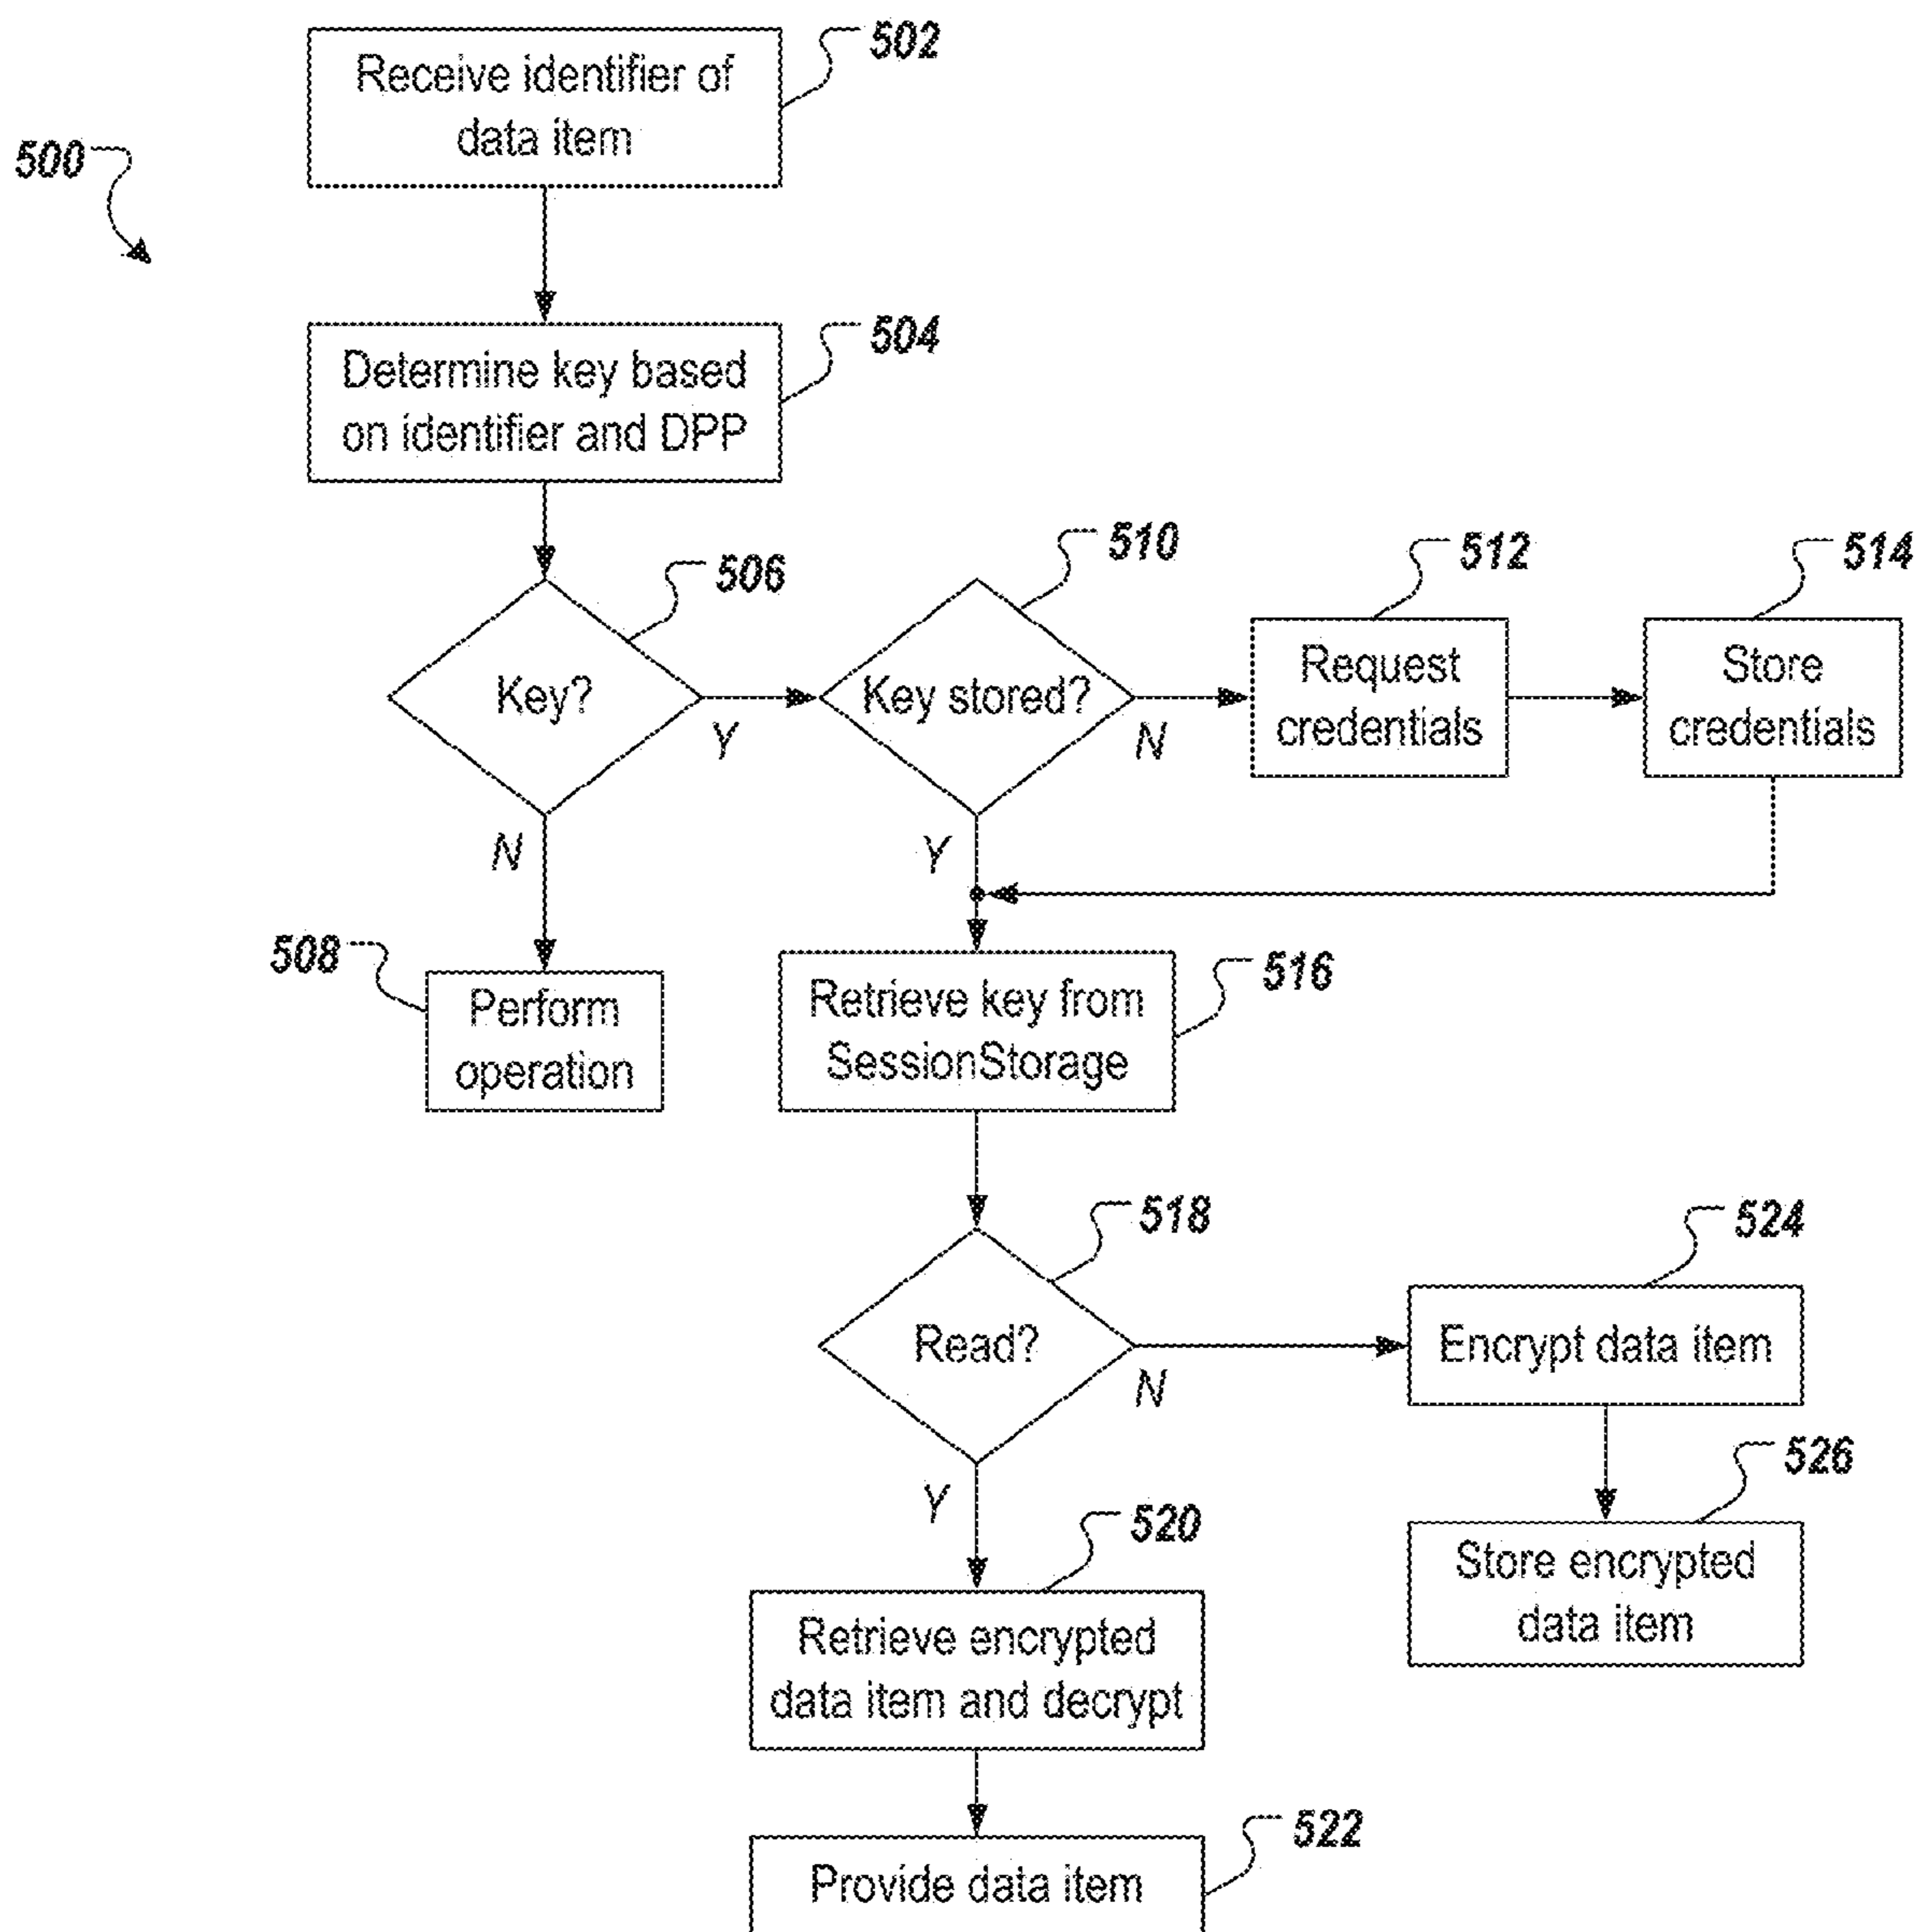 502
Receive identifier of
data item
500
504
Determine key based
on identifier and DPP
506
Key?
Y
N
510
Key stored?
N
Y
512
Request
credentials
514
Store
credentials
508
Perform
operation
516
Retrieve key from
SessionStorage
518
Read?
N
Y
524
Encrypt data item
526
Store encrypted
data item
520
Retrieve encrypted
data item and decrypt
522
Provide data item